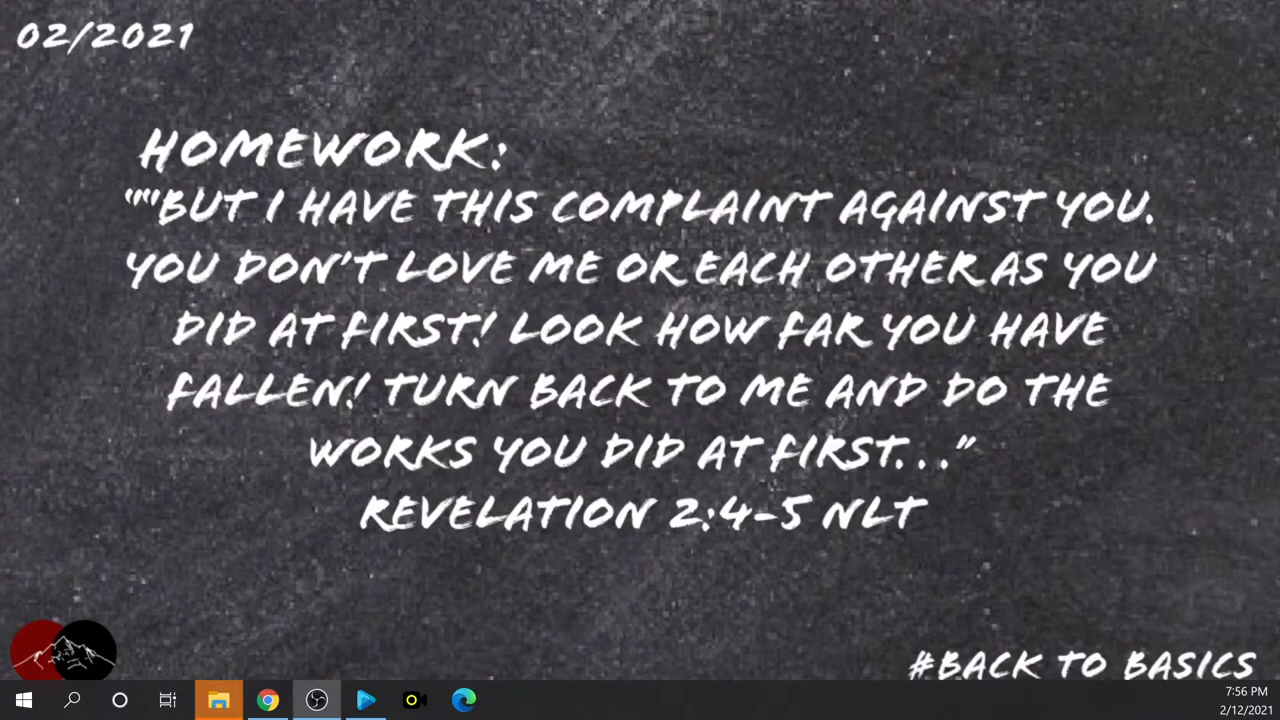 02/2021
HOMEWORK:
"“BUT I HAVE THIS COMPLAINT AGAINST YOU.
YOU DON'T LOVE ME OR EACH OTHER AS YOU
DID AT FIRST! LOOK HOW FAR YOU HAVE
FALLEN! TURN BACK TO ME AND DO THE
WORKS YOU DID AT FIRST. . ."
REVELATION 2:4-5 NLT
#BACK TO BASICS
7:56 PM
2/12/2021